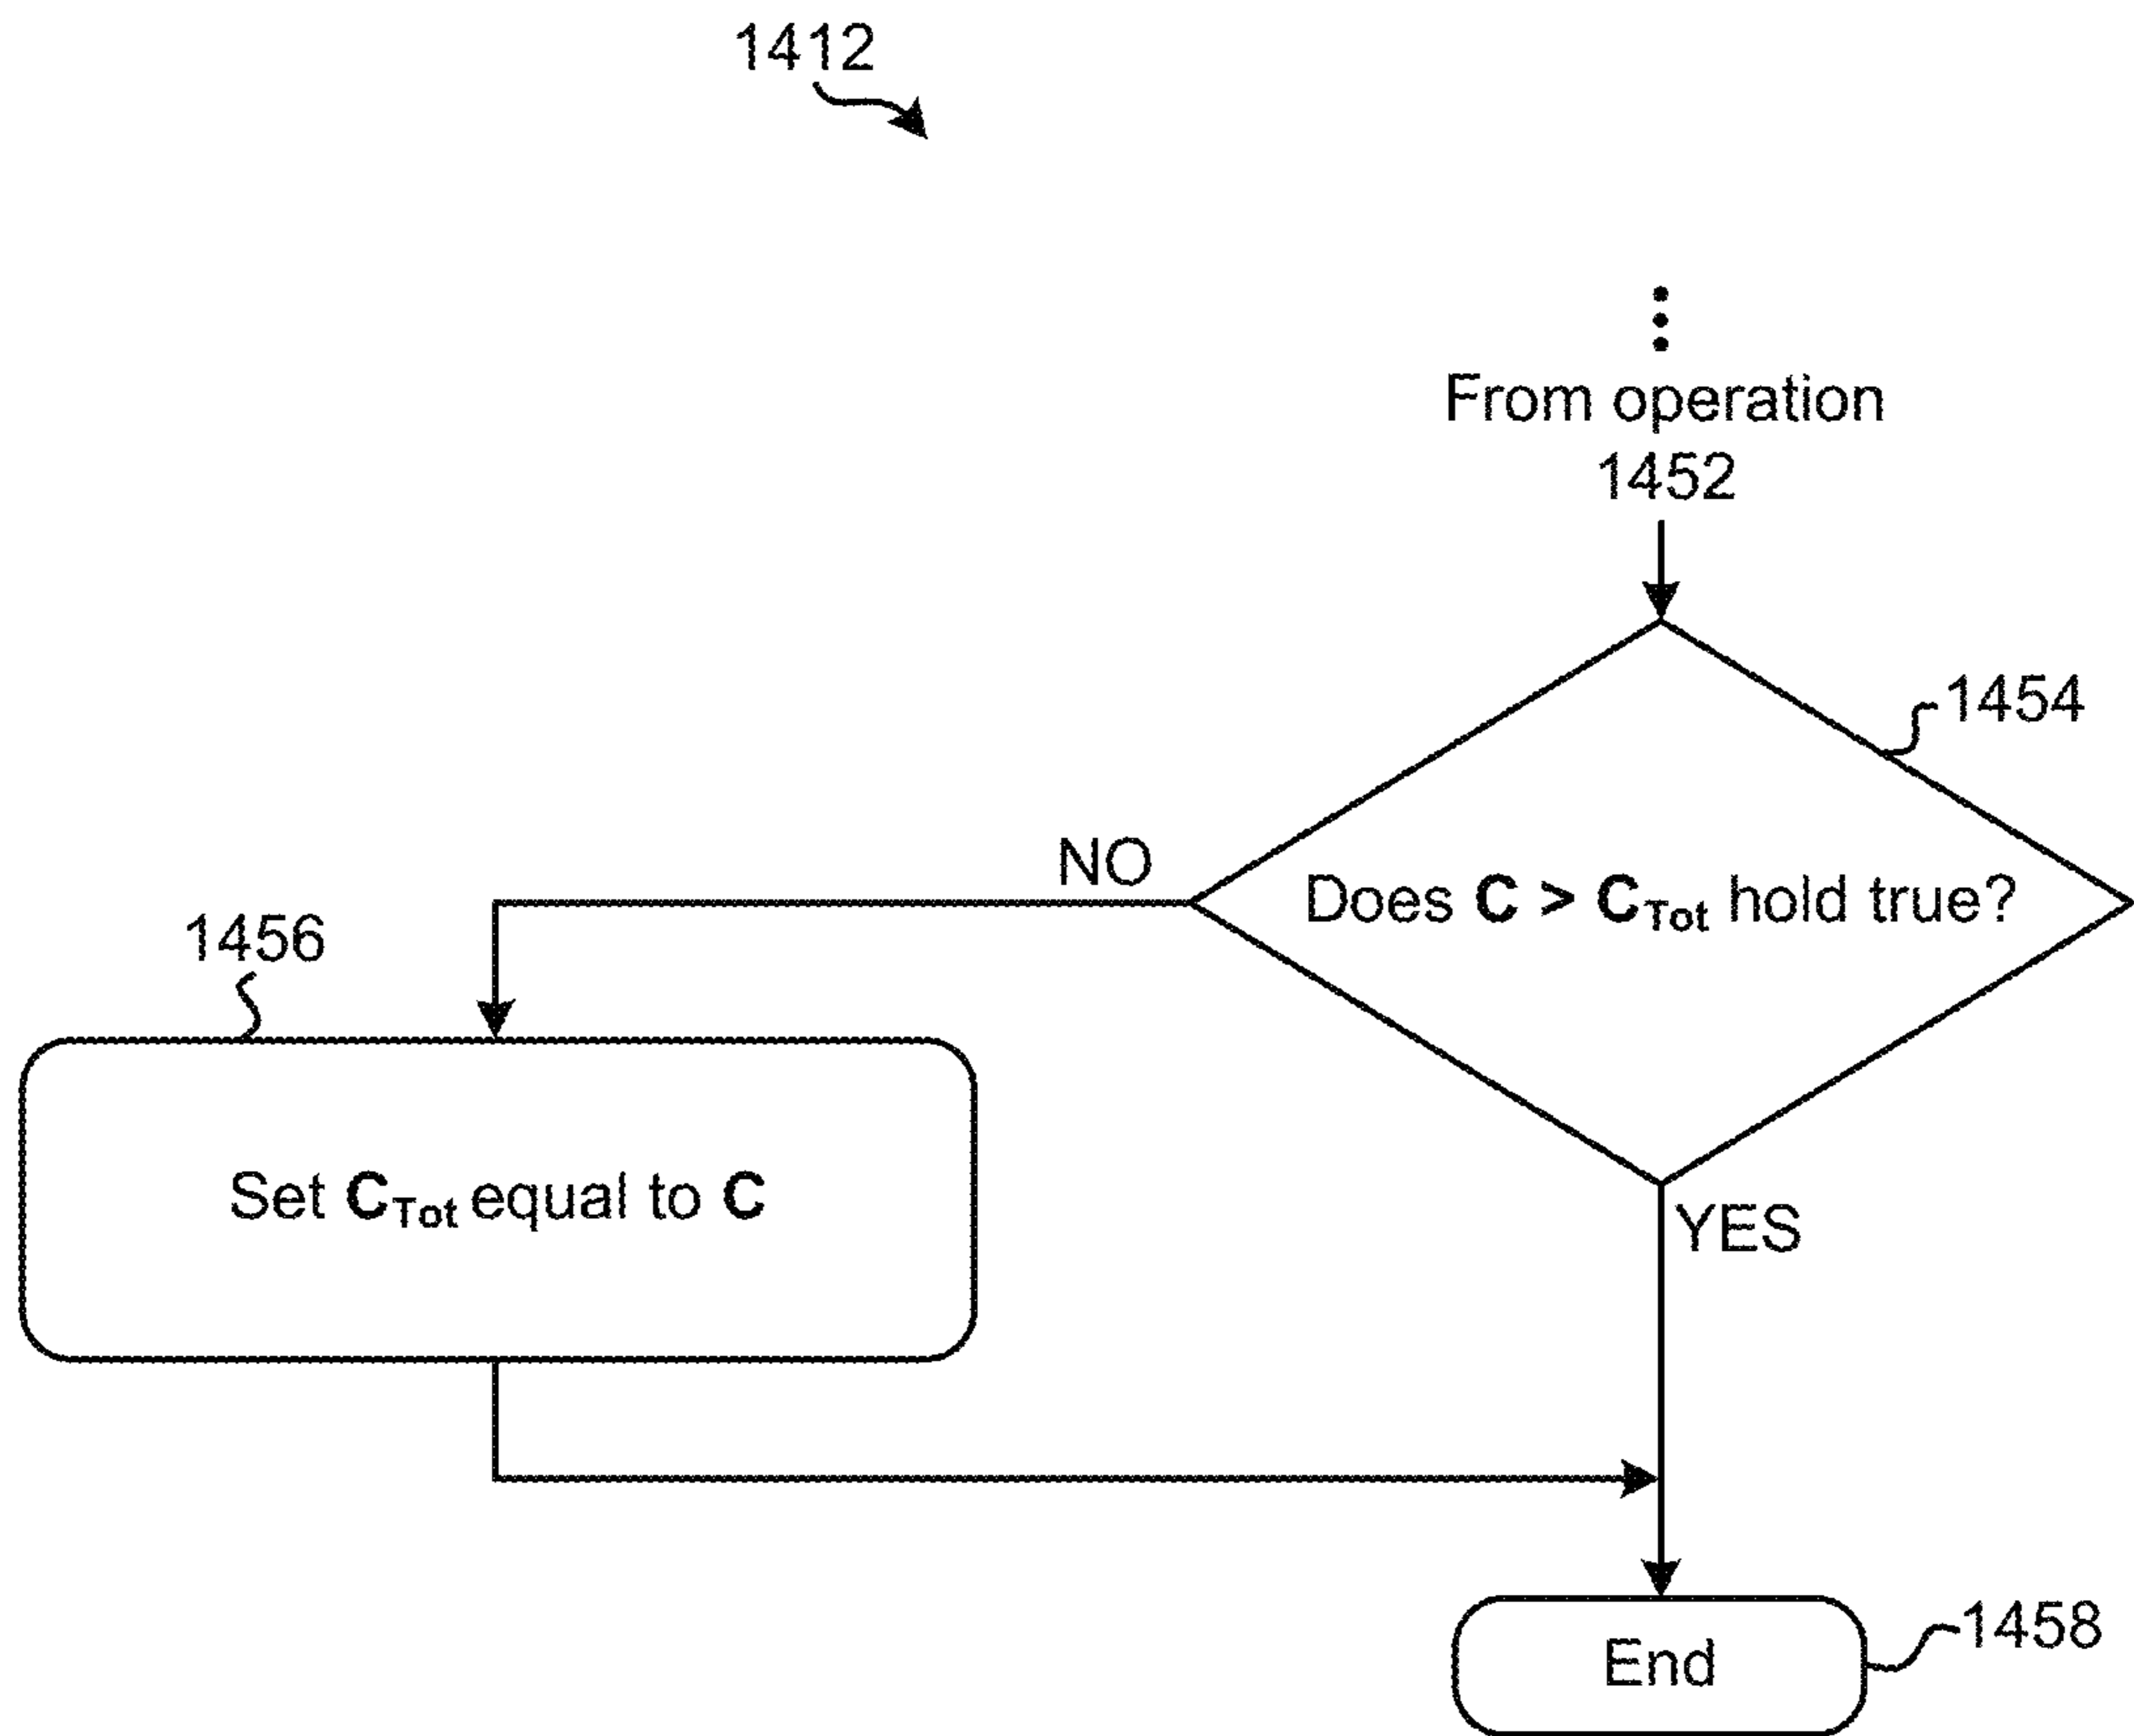 1412
From operation
1452
1454
NO
Does C > CTot hold true?
1456
Set CTot equal to C
YES
End
1458